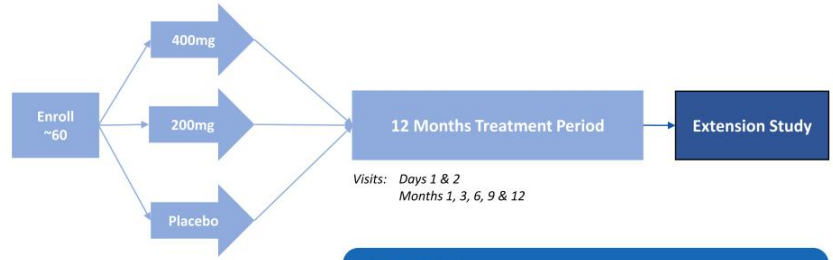 400mg
Enroll
~60
200mg
12 Months Treatment Period
Extension Study
Visits: Days 1 & 2
Months 1, 3, 6, 9 & 12
Placebo